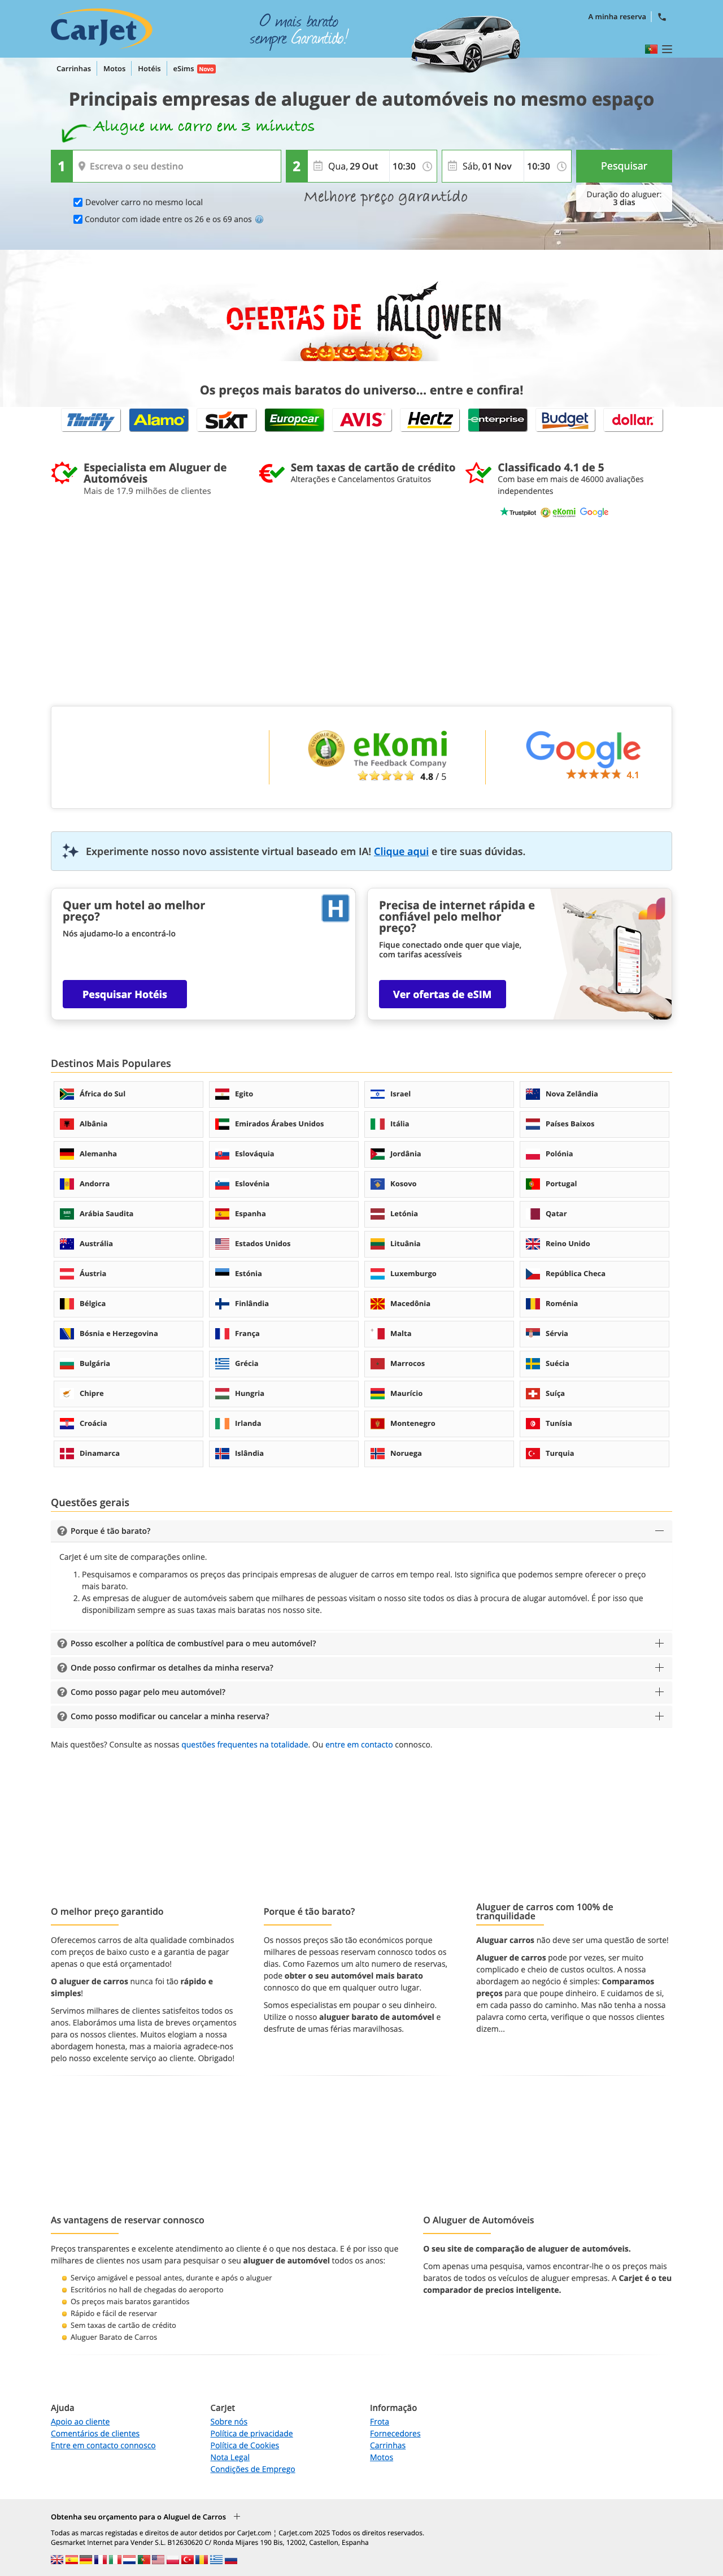 CarJet
O mais barato
sempre Garantido!
A minha reserva
Carrinhas
Motos
Hotéis
eSims Novo
Principais empresas de aluguer de automóveis no mesmo espaço
Alugue um carro em 3 minutos
1
Escreva o seu destino
2
Qua, 29 Out
10:30
Sáb, 01 Nov
10:30
Pesquisar
Devolver carro no mesmo local
Condutor com idade entre os 26 e os 69 anos
Melhore preço garantido
Duração do aluguer:
3 dias
OFERTAS DE HALLOWEEN
Os preços mais baratos do universo... entre e confira!
Thrifty
Alamo
SIXT
Europcar
AVIS
Hertz
enterprise
Budget
dollar.
Especialista em Aluguer de
Automóveis
Mais de 17.9 milhões de clientes
Sem taxas de cartão de crédito
Alterações e Cancelamentos Gratuitos
Classificado 4.1 de 5
Com base em mais de 46000 avaliações
independentes
Trustpilot
eKomi
Google
eKomi
The Feedback Company
4.8 / 5
Google
4.1
Experimente nosso novo assistente virtual baseado em IA! Clique aqui e tire suas dúvidas.
Quer um hotel ao melhor
preço?
Nós ajudamo-lo a encontrá-lo
H
Pesquisar Hotéis
Precisa de internet rápida e
confiável pelo melhor
preço?
Fique conectado onde quer que viaje,
com tarifas acessíveis
Ver ofertas de eSIM
Destinos Mais Populares
África do Sul
Egito
Israel
Nova Zelândia
Albânia
Emirados Árabes Unidos
Itália
Países Baixos
Alemanha
Eslováquia
Jordânia
Polónia
Andorra
Eslovénia
Kosovo
Portugal
Arábia Saudita
Espanha
Letónia
Qatar
Austrália
Estados Unidos
Lituânia
Reino Unido
Áustria
Estónia
Luxemburgo
República Checa
Bélgica
Finlândia
Macedônia
Roménia
Bósnia e Herzegovina
França
Malta
Sérvia
Bulgária
Grécia
Marrocos
Suécia
Chipre
Hungria
Maurício
Suíça
Croácia
Irlanda
Montenegro
Tunísia
Dinamarca
Islândia
Noruega
Turquia
Questões gerais
Porque é tão barato?
CarJet é um site de comparações online.
1. Pesquisamos e comparamos os preços das principais empresas de aluguer de carros em tempo real. Isto significa que podemos sempre oferecer o preço
mais barato.
2. As empresas de aluguer de automóveis sabem que milhares de pessoas visitam o nosso site todos os dias à procura de alugar automóvel. É por isso que
disponibilizam sempre as suas taxas mais baratas no nosso site.
Posso escolher a política de combustível para o meu automóvel?
Onde posso confirmar os detalhes da minha reserva?
Como posso pagar pelo meu automóvel?
Como posso modificar ou cancelar a minha reserva?
Mais questões? Consulte as nossas questões frequentes na totalidade. Ou entre em contacto connosco.
O melhor preço garantido
Oferecemos carros de alta qualidade combinados
com preços de baixo custo e a garantia de pagar
apenas o que está orçamento!
O aluguer de carros nunca foi tão rápido e
simples!
Servimos milhares de clientes satisfeitos todos os
anos. Elaborámos uma lista de breves orçamentos
para os nossos clientes. Muitos elogiam a nossa
abordagem honesta, mas a maioria agradece-nos
pelo nosso excelente serviço ao cliente. Obrigado!
Porque é tão barato?
Os nossos preços são tão económicos porque
milhares de pessoas reservam connosco todos os
dias. Como Fazemos um alto numero de reservas,
pode obter o seu automóvel mais barato
connosco do que em qualquer outro lugar.
Somos especialistas em poupar o seu dinheiro.
Utilize o nosso aluguer barato de automóvel e
desfrute de umas férias maravilhosas.
Aluguer de carros com 100% de
tranquilidade
Aluguar carros não deve ser uma questão de sorte!
Aluguer de carros pode por vezes, ser muito
complicado e cheio de custos ocultos. A nossa
abordagem ao negócio é simples: Comparamos
preços para que poupe dinheiro. E cuidamos de si,
em cada passo do caminho. Mas não tenha a nossa
palavra como certa, verifique o que nossos clientes
dizem...
As vantagens de reservar connosco
Preços transparentes e excelente atendimento ao cliente é o que nos destaca. E é por isso que
milhares de clientes nos usam para pesquisar o seu aluguer de automóvel todos os anos:
Serviço amigável e pessoal antes, durante e após o aluguer
Escritórios no hall de chegadas do aeroporto
Os preços mais baratos garantidos
Rápido e fácil de reservar
Sem taxas de cartão de crédito
Aluguer Barato de Carros
O Aluguer de Automóveis
O seu site de comparação de aluguer de automóveis.
Com apenas uma pesquisa, vamos encontrar-lhe o os preços mais
baratos de todos os veículos de aluguer empresas. A Carjet é o teu
comparador de precios inteligente.
Ajuda
Apoio ao cliente
Comentários de clientes
Entre em contacto connosco
CarJet
Sobre nós
Política de privacidade
Política de Cookies
Nota Legal
Condições de Emprego
Informação
Frota
Fornecedores
Carrinhas
Motos
Obtenha seu orçamento para o Aluguel de Carros
Todas as marcas registadas e direitos de autor detidos por CarJet.com ¦ CarJet.com 2025 Todos os direitos reservados.
Gesmarket Internet para Vender S.L. B12630620 C/ Ronda Mijares 190 Bis, 12002, Castellon, Espanha